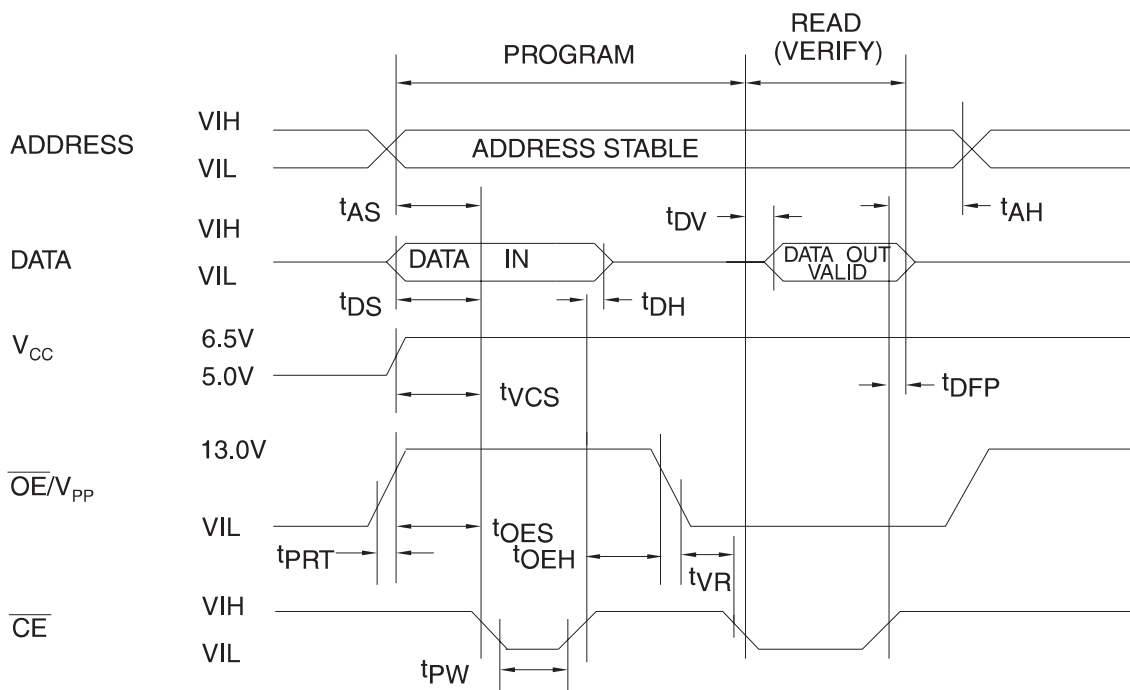 READ
(VERIFY)
PROGRAM
ADDRESS
VIH
VIL
ADDRESS STABLE
tAS
tDV
tAH
DATA
VIH
VIL
DATA IN
DATA OUT
VALID
tDS
tDH
VCC
6.5V
5.0V
tVCS
tDFP
OE/VPP
13.0V
VIL
tPRT
tOES
tOEH
tVR
CE
VIH
VIL
tPW